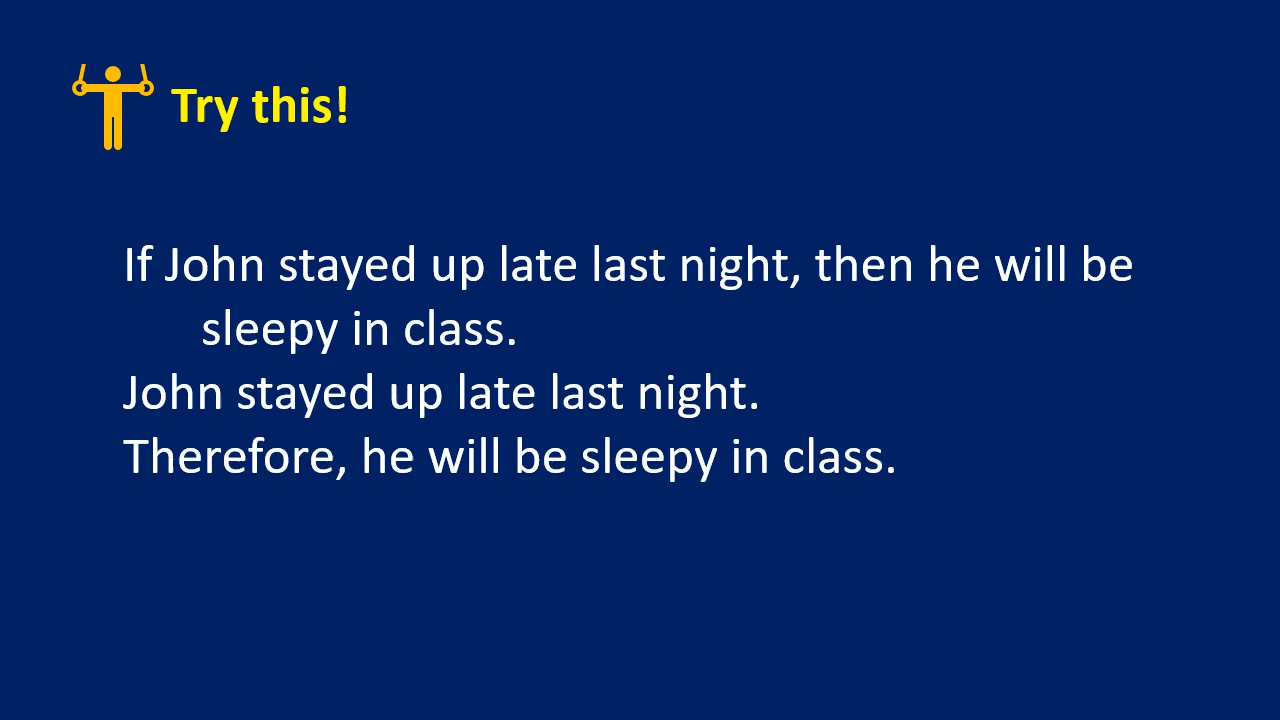 Try this!
If John stayed up late last night, then he will be
sleepy in class.
John stayed up late last night.
Therefore, he will be sleepy in class.